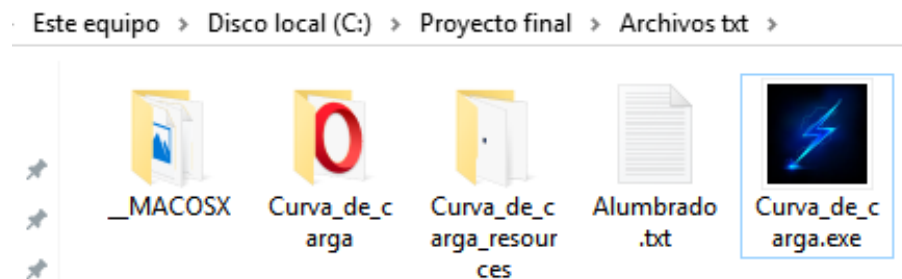 Este equipo > Disco local (C:) > Proyecto final > Archivos txt >
__MACOSX
Curva_de_c
arga
Curva_de_c
arga_resour
ces
Alumbrado
.txt
Curva_de_c
arga.exe